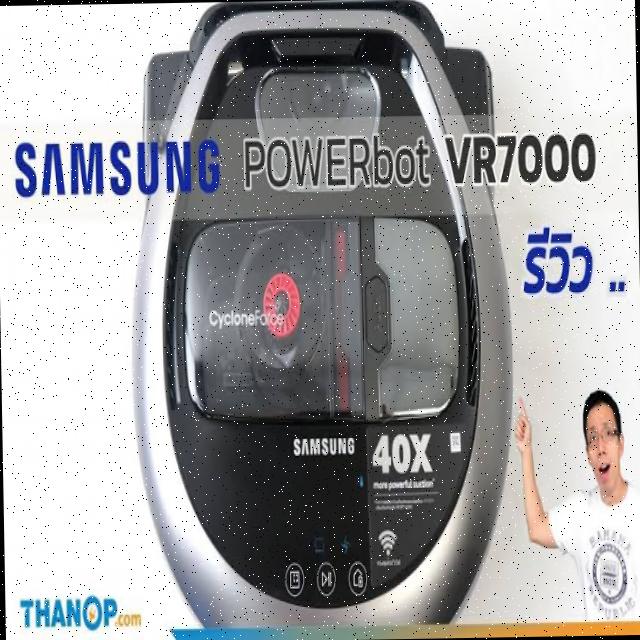 SAMSUNG POWERbot VR7000
รีวิว ..
CycloneForce
SAMSUNG
40X
more powerful suction
THANOP.com